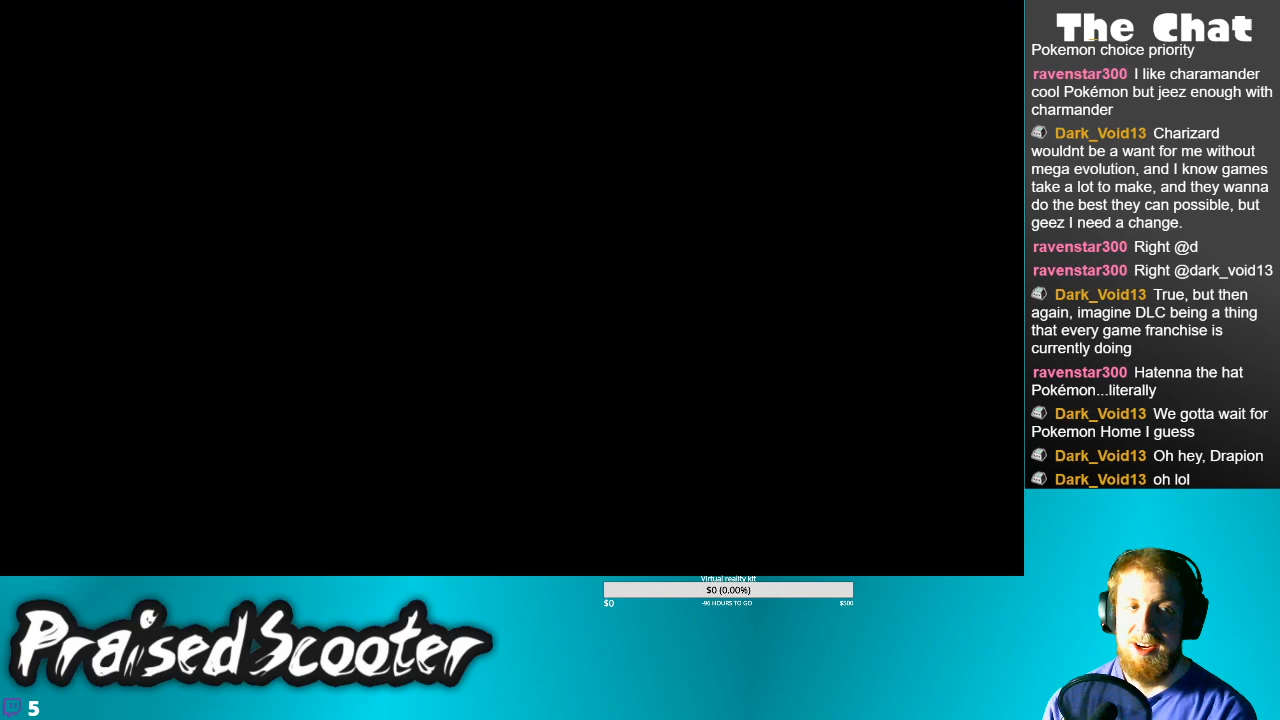 The Chat
Pokemon choice priority
ravenstar300 I like charamander
cool Pokémon but jeez enough with
charmander
Dark_Void13 Charizard
wouldnt be a want for me without
mega evolution, and I know games
take a lot to make, and they wanna
do the best they can possible, but
geez I need a change.
ravenstar300 Right @d
ravenstar300 Right @dark_void13
Dark_Void13 True, but then
again, imagine DLC being a thing
that every game franchise is
currently doing
ravenstar300 Hatenna the hat
Pokémon...literally
Dark_Void13 We gotta wait for
Pokemon Home I guess
Dark_Void13 Oh hey, Drapion
Dark_Void13 oh lol
Virtual reality kit
$0 (0.00%)
$0 -96 HOURS TO GO $500
PraisedScooter
5